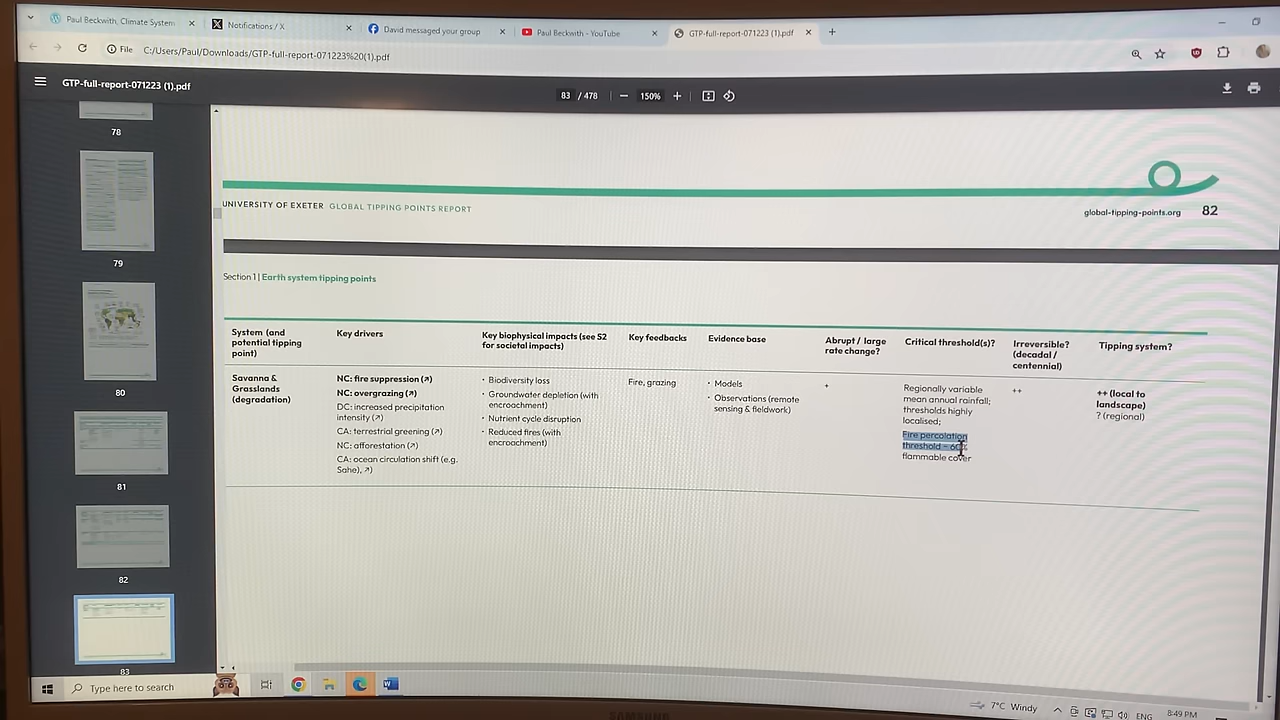 Paul Beckwith, Climate System
Notifications / X
David messaged your group
Paul Beckwith - YouTube
GTP-full-report-071223 (1).pdf
File C:/Users/Paul/Downloads/GTP-full-report-071223%20(1).pdf
GTP-full-report-071223 (1).pdf
83 / 478
150%
78
79
80
81
82
83
UNIVERSITY OF EXETER GLOBAL TIPPING POINTS REPORT
global-tipping-points.org 82
Section 1 | Earth system tipping points
System (and
potential tipping
point)
Key drivers
Key biophysical impacts (see S2
for societal impacts)
Key feedbacks
Evidence base
Abrupt / large
rate change?
Critical threshold(s)?
Irreversible?
(decadal /
centennial)
Tipping system?
Savanna &
Grasslands
(degradation)
NC: fire suppression (↗)
NC: overgrazing (↗)
DC: increased precipitation
intensity (↗)
CA: terrestrial greening (↗)
NC: afforestation (↗)
CA: ocean circulation shift (e.g.
Sahel, ↗)
• Biodiversity loss
• Groundwater depletion (with
encroachment)
• Nutrient cycle disruption
• Reduced fires (with
encroachment)
Fire, grazing
• Models
• Observations (remote
sensing & fieldwork)
+
Regionally variable
mean annual rainfall;
thresholds highly
localised;
Fire percolation
threshold ~ 60%
flammable cover
++
++ (local to
landscape)
? (regional)
Type here to search
7°C Windy
ENG
8:49 PM
SAMSUNG